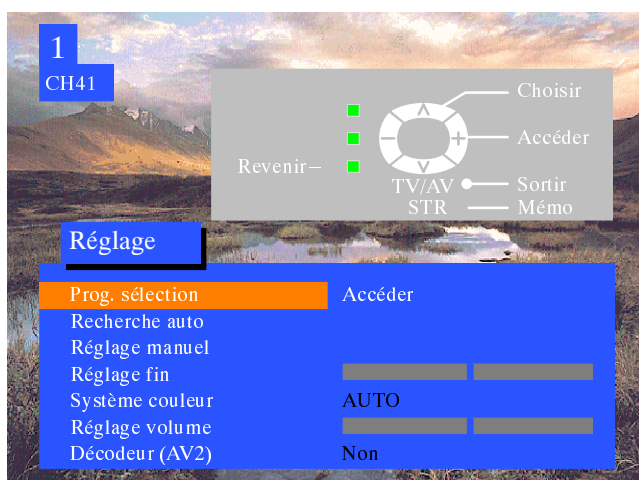 1
CH41
Choisir
Accéder
Revenir
TV/AV Sortir
STR Mémo
Réglage
Prog. sélection Accéder
Recherche auto
Réglage manuel
Réglage fin
Système couleur AUTO
Réglage volume
Décodeur (AV2) Non